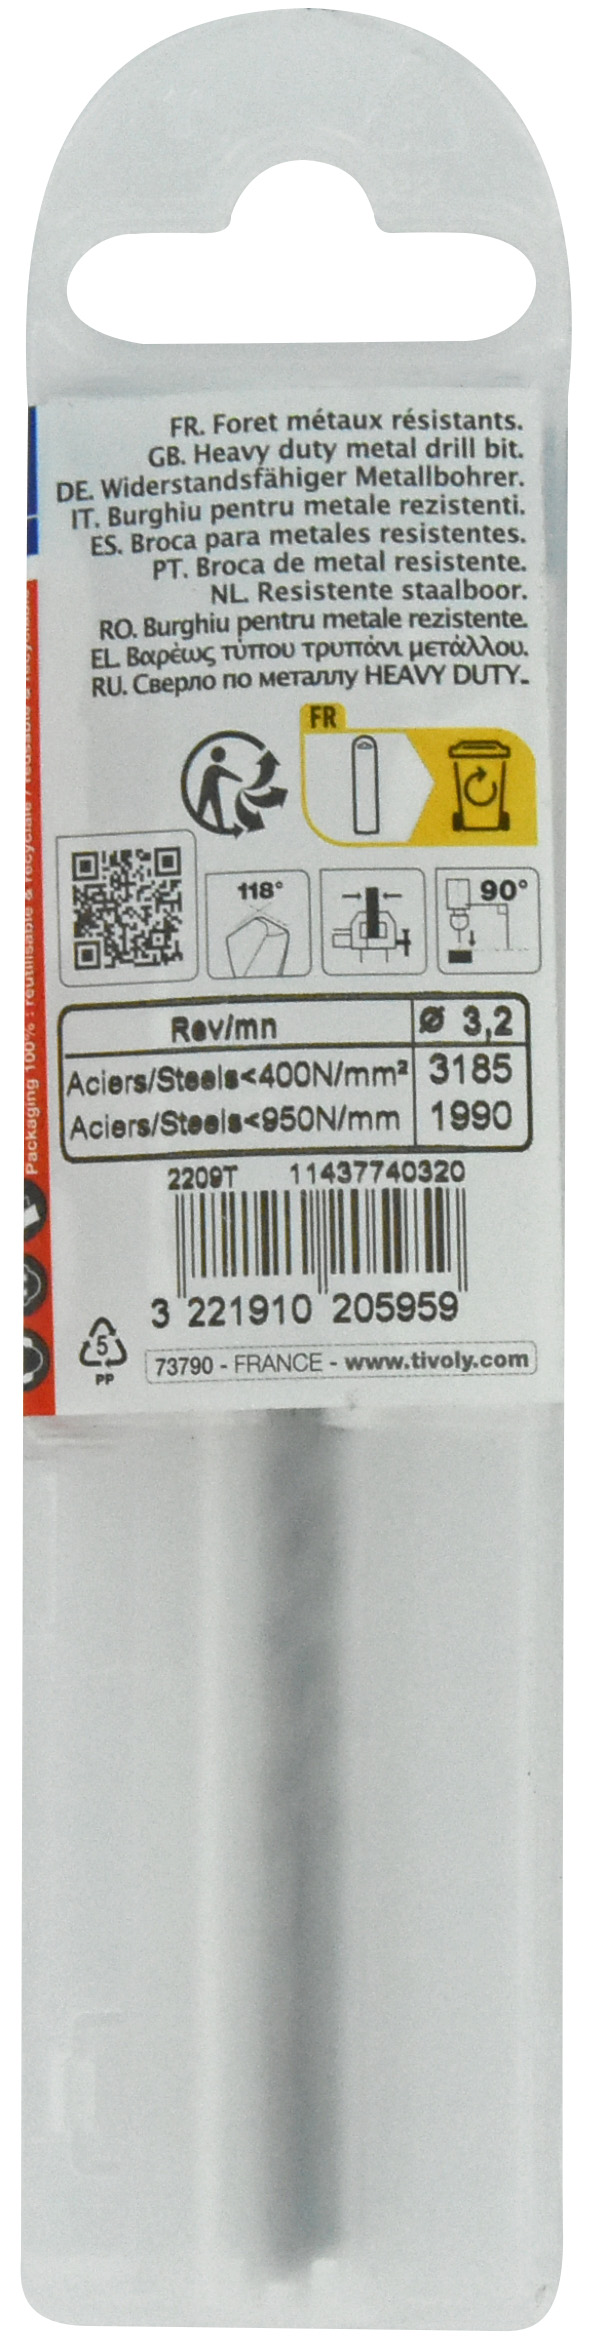 FR. Foret métaux résistants.
GB. Heavy duty metal drill bit.
DE. Widerstandsfähiger Metallbohrer.
IT. Burghiu pentru metale rezistenti.
ES. Broca para metales resistentes.
PT. Broca de metal resistente.
NL. Resistente staalboor.
RO. Burghiu pentru metale rezistente.
EL. Βαρέως τύπου τρυπάνι μετάλλου.
RU. Сверло по металлу HEAVY DUTY.
FR
118°
90°
Rev/mn Ø 3,2
Aciers/Steels<400N/mm² 3185
Aciers/Steels<950N/mm 1990
2209T 11437740320
3 221910 205959
5
PP
73790 - FRANCE - www.tivoly.com
Packaging 100% : réutilisable & recyclable / reusable & recyclable